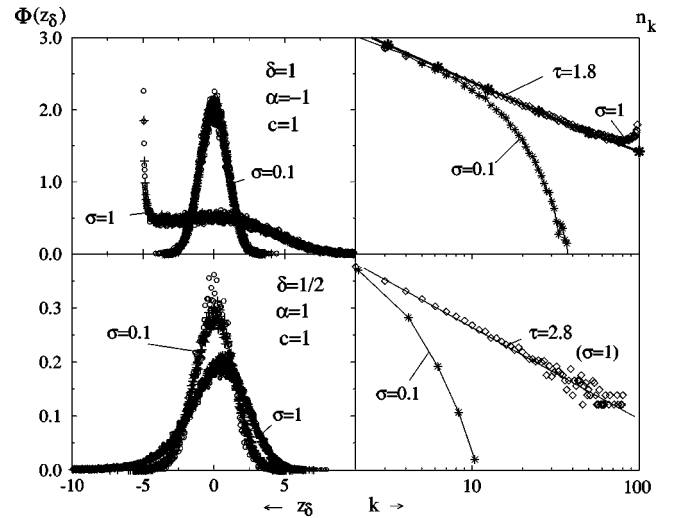 Φ(z_δ)
n_k
3.0
δ=1
α=−1
c=1
τ=1.8
σ=1
2.0
σ=0.1
1.0
σ=1
σ=0.1
0.0
0.3
δ=1/2
α=1
c=1
σ=0.1
τ=2.8
(σ=1)
0.2
σ=0.1
σ=1
0.1
0.0
-10 -5 0 5 10 100
← z_δ k →